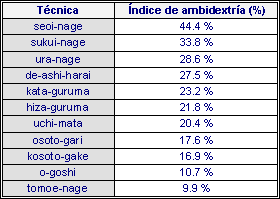 Técnica Índice de ambidextría (%)
seoi-nage 44.4 %
sukui-nage 33.8 %
ura-nage 28.6 %
de-ashi-harai 27.5 %
kata-guruma 23.2 %
hiza-guruma 21.8 %
uchi-mata 20.4 %
osoto-gari 17.6 %
kosoto-gake 16.9 %
o-goshi 10.7 %
tomoe-nage 9.9 %